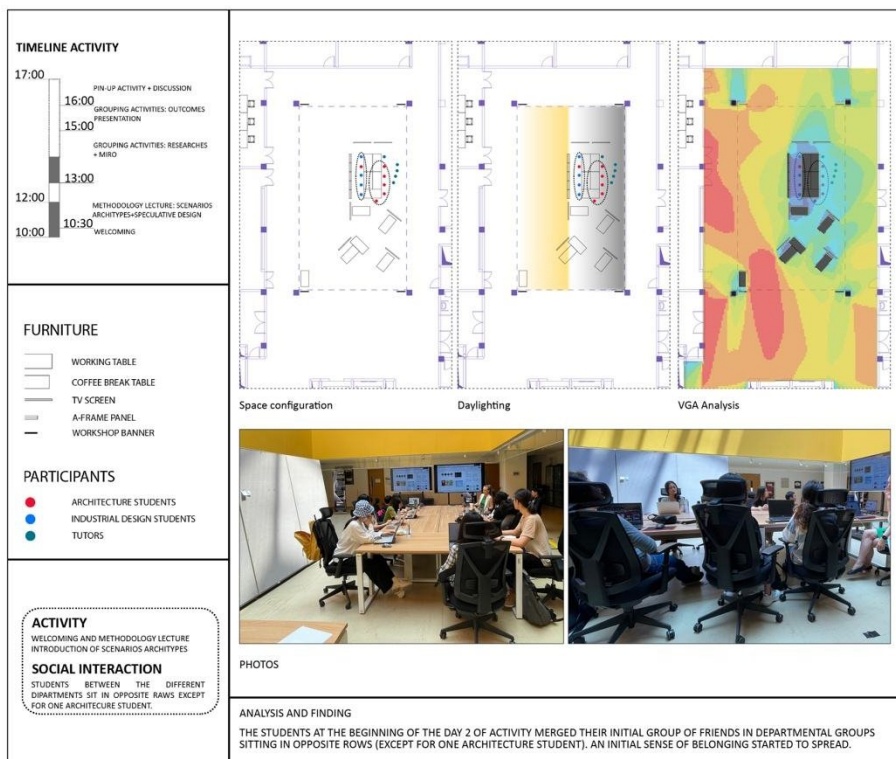 TIMELINE ACTIVITY
17:00
PIN-UP ACTIVITY + DISCUSSION
16:00
GROUPING ACTIVITIES: OUTCOMES
PRESENTATION
15:00
GROUPING ACTIVITIES: RESEARCHES
+ MIRO
13:00
12:00
METHODOLOGY LECTURE: SCENARIOS
ARCHITYPES+SPECULATIVE DESIGN
10:30
WELCOMING
10:00
FURNITURE
WORKING TABLE
COFFEE BREAK TABLE
TV SCREEN
A-FRAME PANEL
WORKSHOP BANNER
PARTICIPANTS
ARCHITECTURE STUDENTS
INDUSTRIAL DESIGN STUDENTS
TUTORS
ACTIVITY
WELCOMING AND METHODOLOGY LECTURE
INTRODUCTION OF SCENARIOS ARCHITYPES
SOCIAL INTERACTION
STUDENTS BETWEEN THE DIFFERENT
DIPARTMENTS SIT IN OPPOSITE RAWS EXCEPT
FOR ONE ARCHITECURE STUDENT.
Space configuration
Daylighting
VGA Analysis
PHOTOS
ANALYSIS AND FINDING
THE STUDENTS AT THE BEGINNING OF THE DAY 2 OF ACTIVITY MERGED THEIR INITIAL GROUP OF FRIENDS IN DEPARTMENTAL GROUPS
SITTING IN OPPOSITE ROWS (EXCEPT FOR ONE ARCHITECTURE STUDENT). AN INITIAL SENSE OF BELONGING STARTED TO SPREAD.